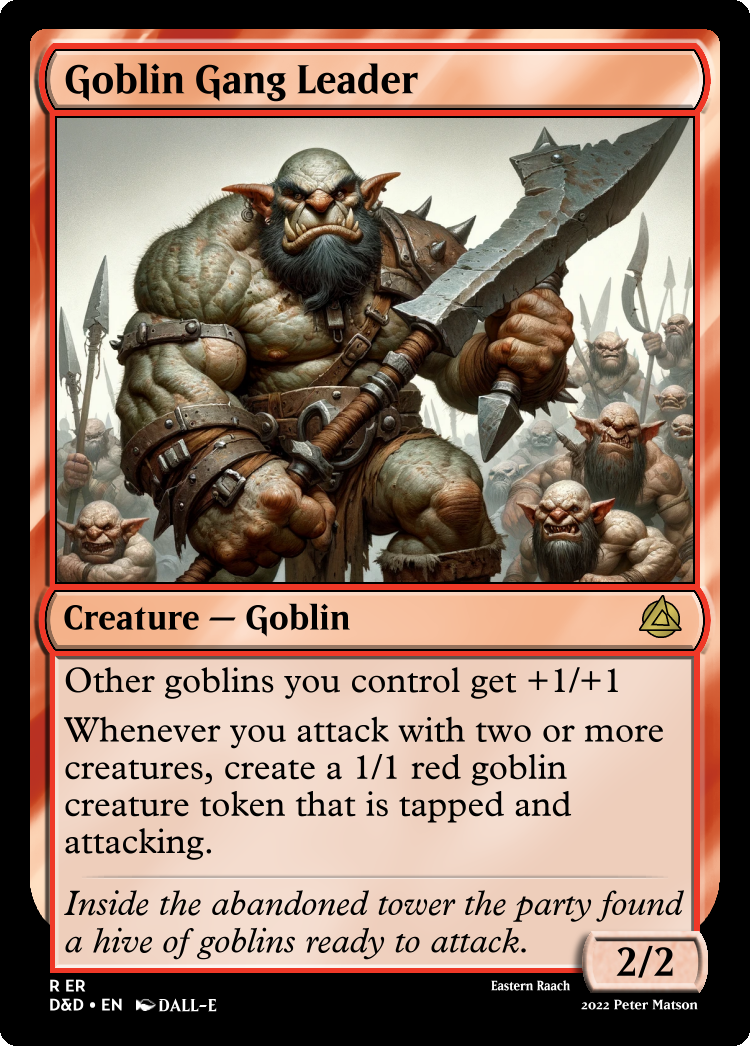 Goblin Gang Leader
Creature — Goblin
Other goblins you control get +1/+1
Whenever you attack with two or more
creatures, create a 1/1 red goblin
creature token that is tapped and
attacking.
Inside the abandoned tower the party found
a hive of goblins ready to attack.
2/2
R ER
Eastern Raach
D&D • EN DALL-E
2022 Peter Matson